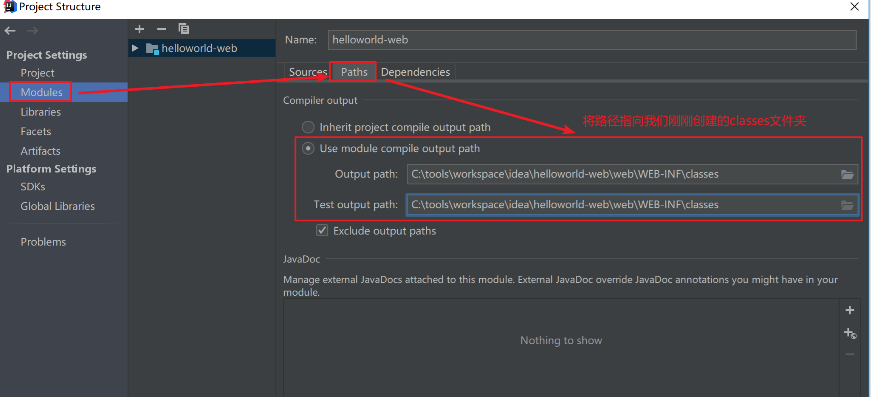 Project Structure
Project Settings
Project
Modules
Libraries
Facets
Artifacts
Platform Settings
SDKs
Global Libraries
Problems
helloworld-web
Name: helloworld-web
Sources Paths Dependencies
Compiler output
将路径指向我们刚刚创建的classes文件夹
Inherit project compile output path
Use module compile output path
Output path: C:\tools\workspace\idea\helloworld-web\web\WEB-INF\classes
Test output path: C:\tools\workspace\idea\helloworld-web\web\WEB-INF\classes
Exclude output paths
JavaDoc
Manage external JavaDocs attached to this module. External JavaDoc override JavaDoc annotations you might have in your
module.
Nothing to show